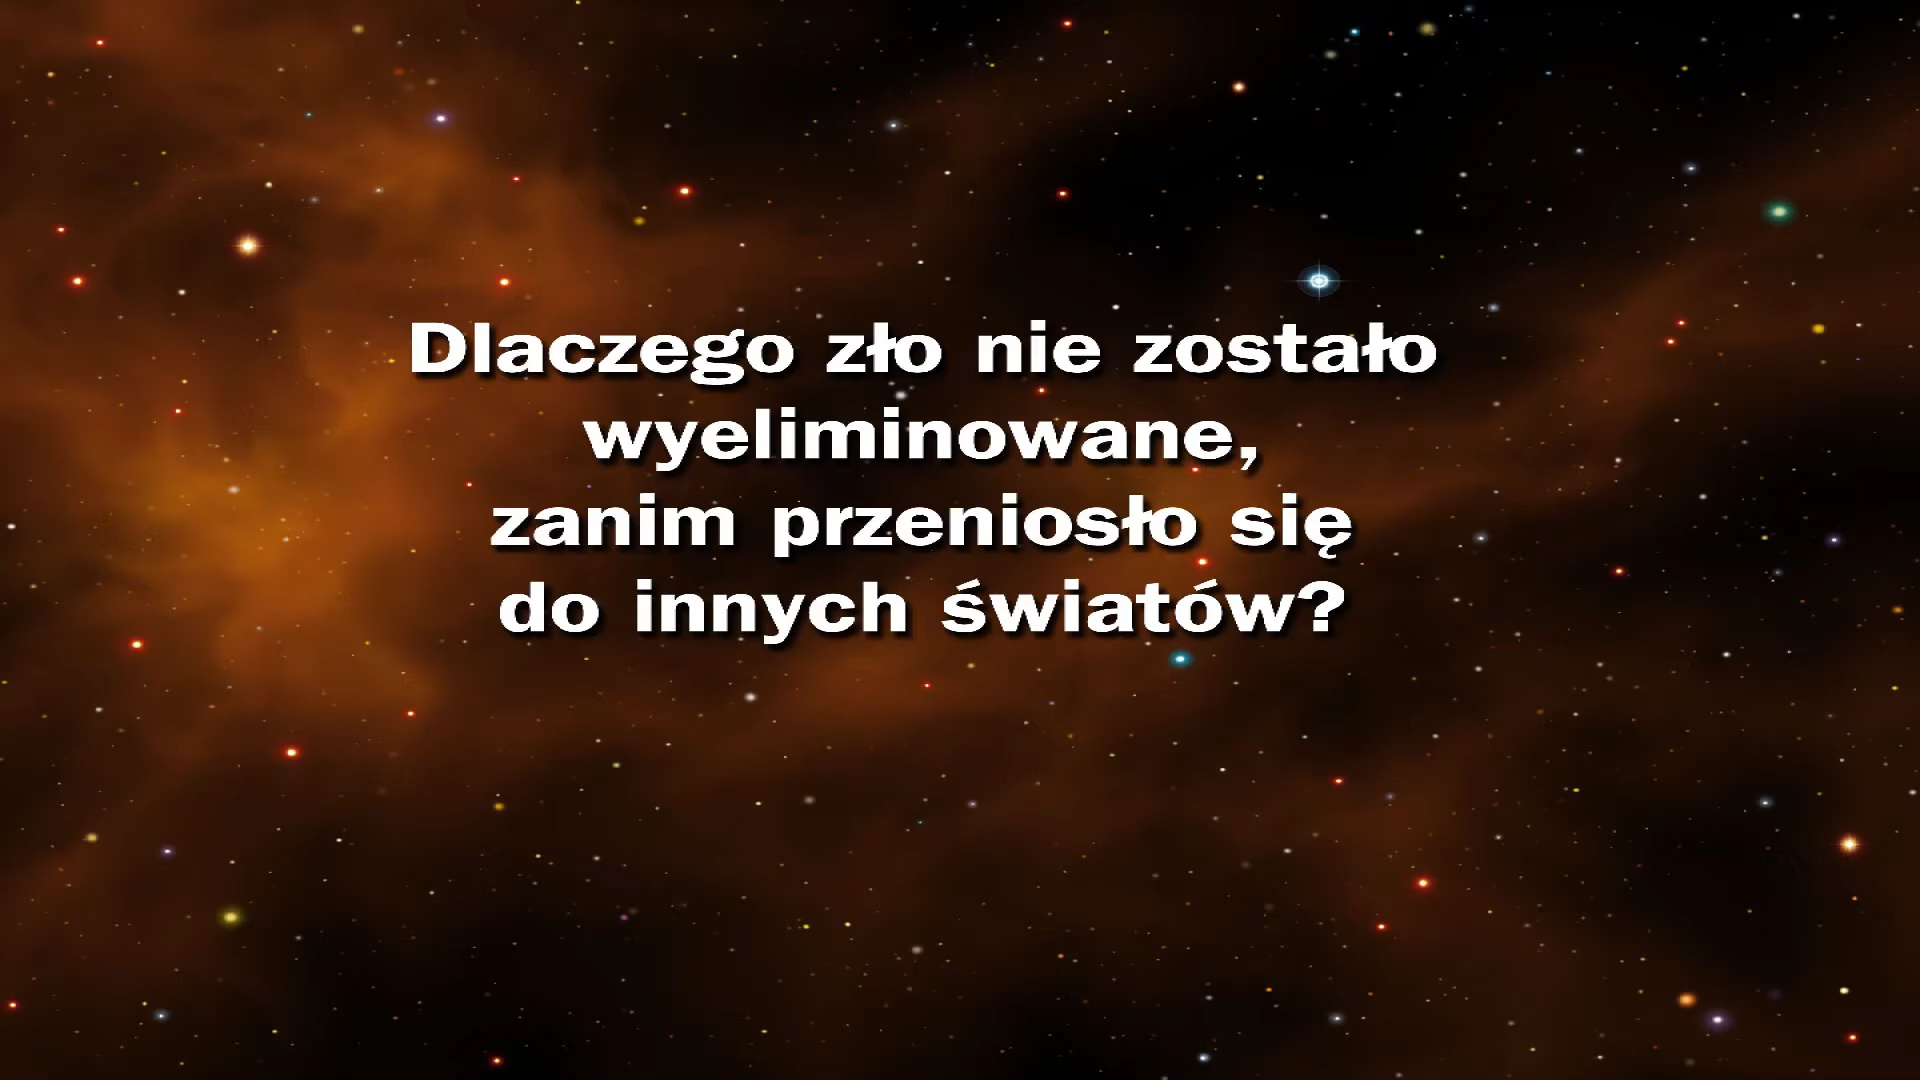 Dlaczego zło nie zostało
wyeliminowane,
zanim przeniosło się
do innych światów?